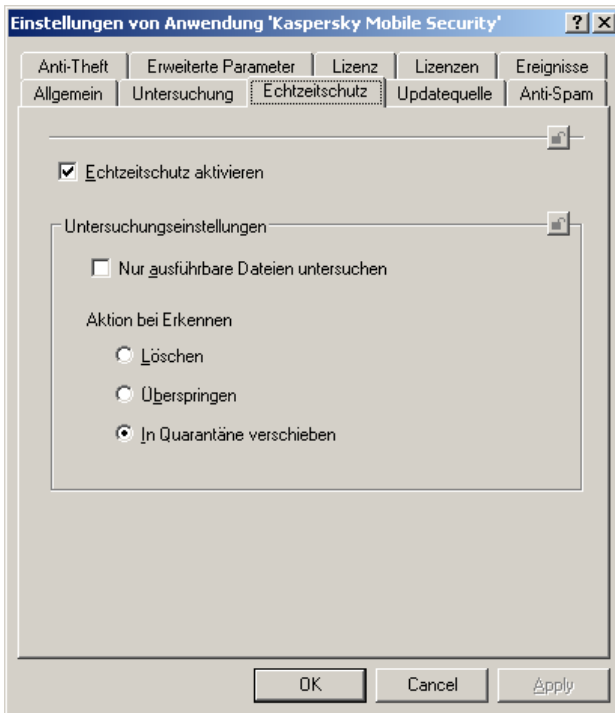 Einstellungen von Anwendung 'Kaspersky Mobile Security'
Anti-Theft Erweiterte Parameter Lizenz Lizenzen Ereignisse
Allgemein Untersuchung Echtzeitschutz Updatequelle Anti-Spam
Echtzeitschutz aktivieren
Untersuchungseinstellungen
Nur ausführbare Dateien untersuchen
Aktion bei Erkennen
Löschen
Überspringen
In Quarantäne verschieben
OK Cancel Apply